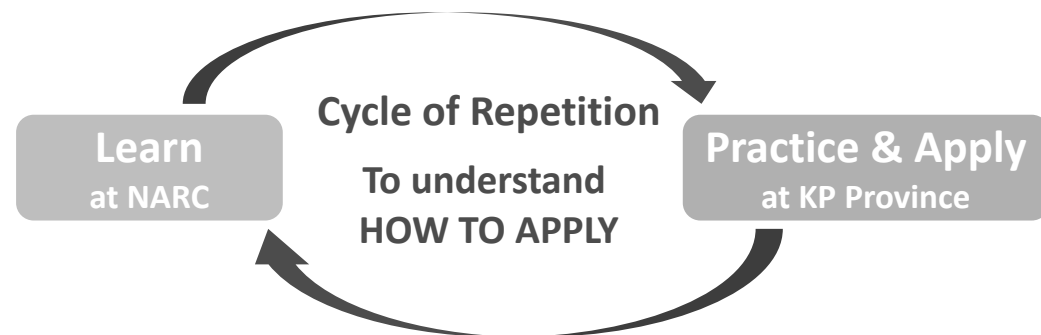 Learn
at NARC
Cycle of Repetition
To understand
HOW TO APPLY
Practice & Apply
at KP Province